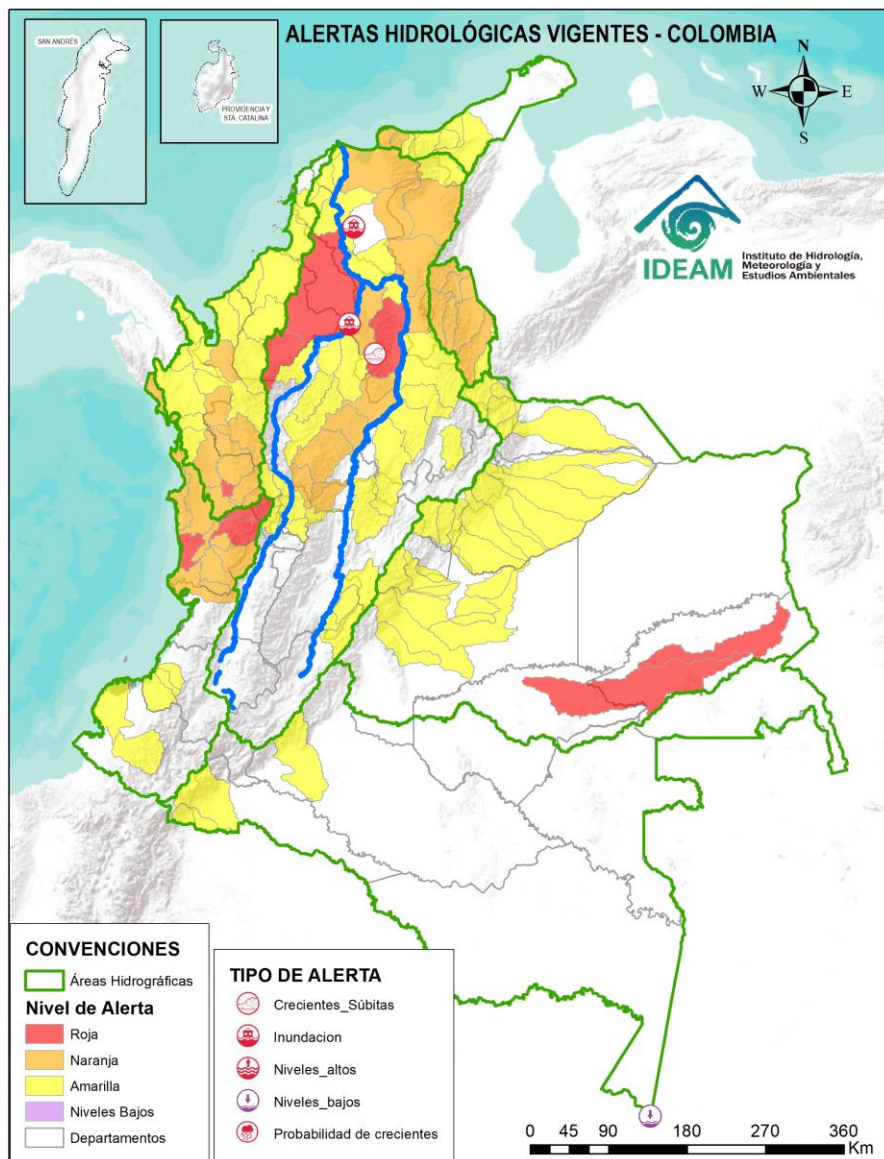 ALERTAS HIDROLÓGICAS VIGENTES - COLOMBIA
SAN ANDRÉS
PROVIDENCIA Y
STA. CATALINA
N
W
E
S
IDEAM
Instituto de Hidrología,
Meteorología y
Estudios Ambientales
CONVENCIONES
Áreas Hidrográficas
Nivel de Alerta
Roja
Naranja
Amarilla
Niveles Bajos
Departamentos
TIPO DE ALERTA
Crecientes_Súbitas
Inundacion
Niveles_altos
Niveles_bajos
Probabilidad de crecientes
0 45 90 180 270 360
Km